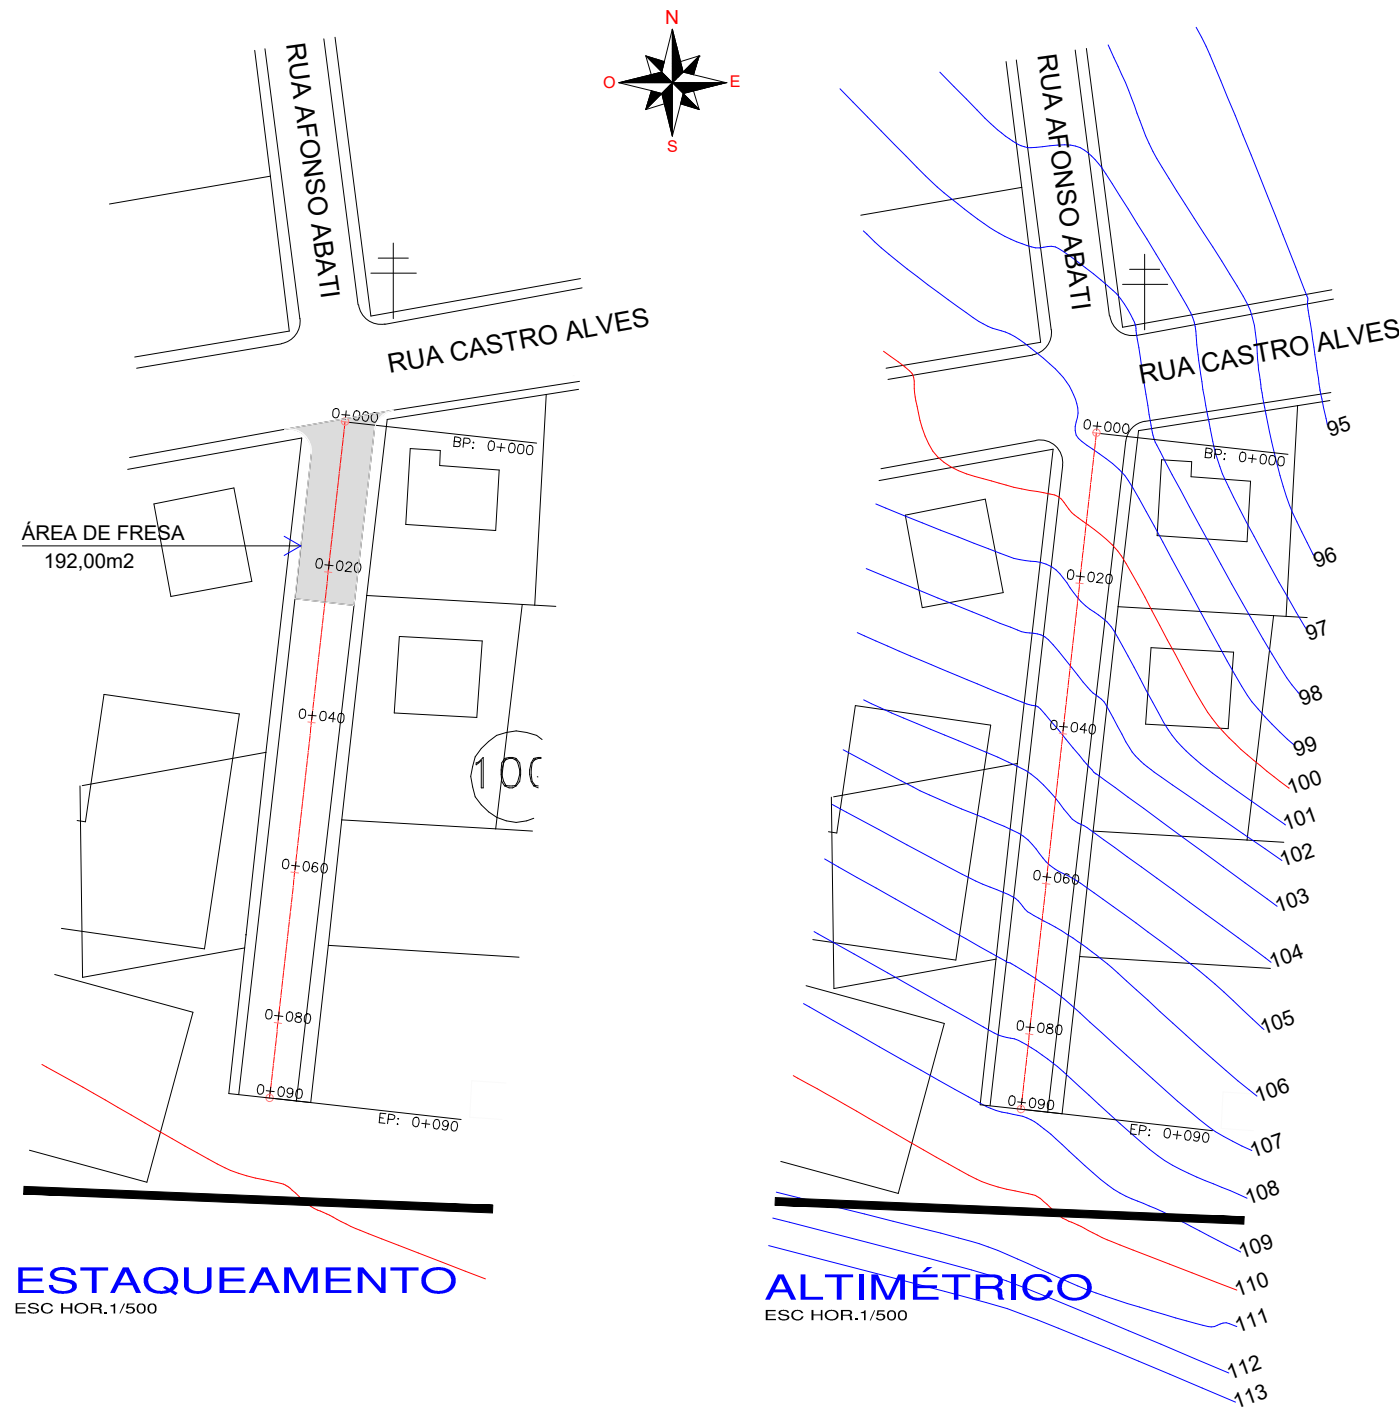 N
O
E
S
RUA AFONSO ABATI
RUA CASTRO ALVES
0+000
BP: 0+000
ÁREA DE FRESA
192,00m2
0+020
0+040
100
0+060
0+080
0+090
EP: 0+090
ESTAQUEAMENTO
ESC HOR.1/500
RUA AFONSO ABATI
RUA CASTRO ALVES
0+000
BP: 0+000
0+020
0+040
0+060
0+080
0+090
EP: 0+090
95
96
97
98
99
100
101
102
103
104
105
106
107
108
109
110
111
112
113
ALTIMÉTRICO
ESC HOR.1/500